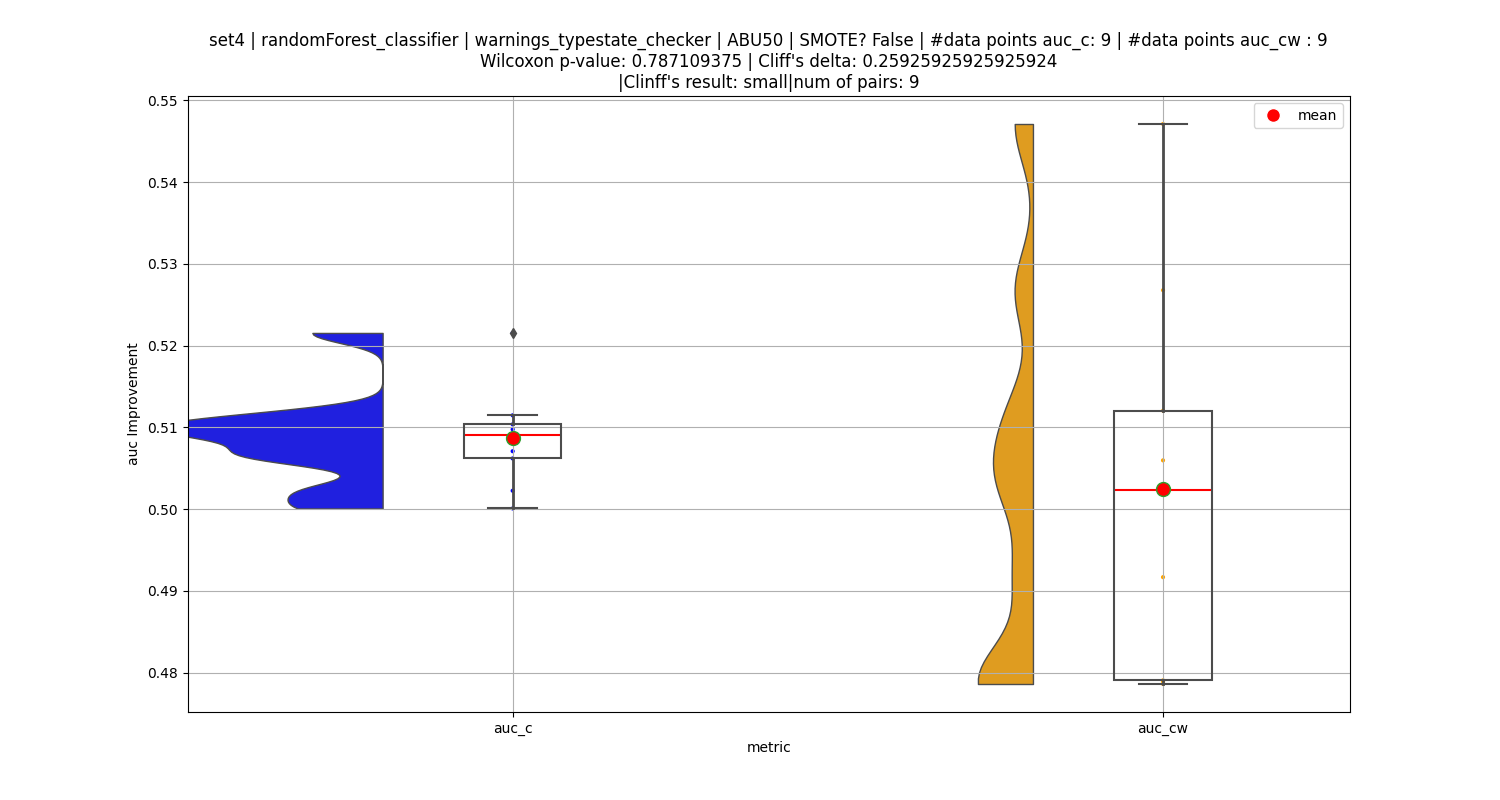 set4 | randomForest_classifier | warnings_typestate_checker | ABU50 | SMOTE? False | #data points auc_c: 9 | #data points auc_cw : 9
Wilcoxon p-value: 0.787109375 | Cliff's delta: 0.25925925925925924
|Clinff's result: small|num of pairs: 9
mean
auc Improvement
0.55
0.54
0.53
0.52
0.51
0.50
0.49
0.48
auc_c
auc_cw
metric